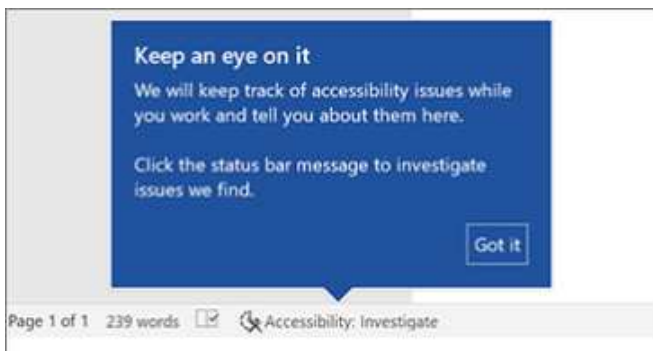 Keep an eye on it
We will keep track of accessibility issues while
you work and tell you about them here.
Click the status bar message to investigate
issues we find.
Got it
Page 1 of 1 239 words Accessibility: Investigate